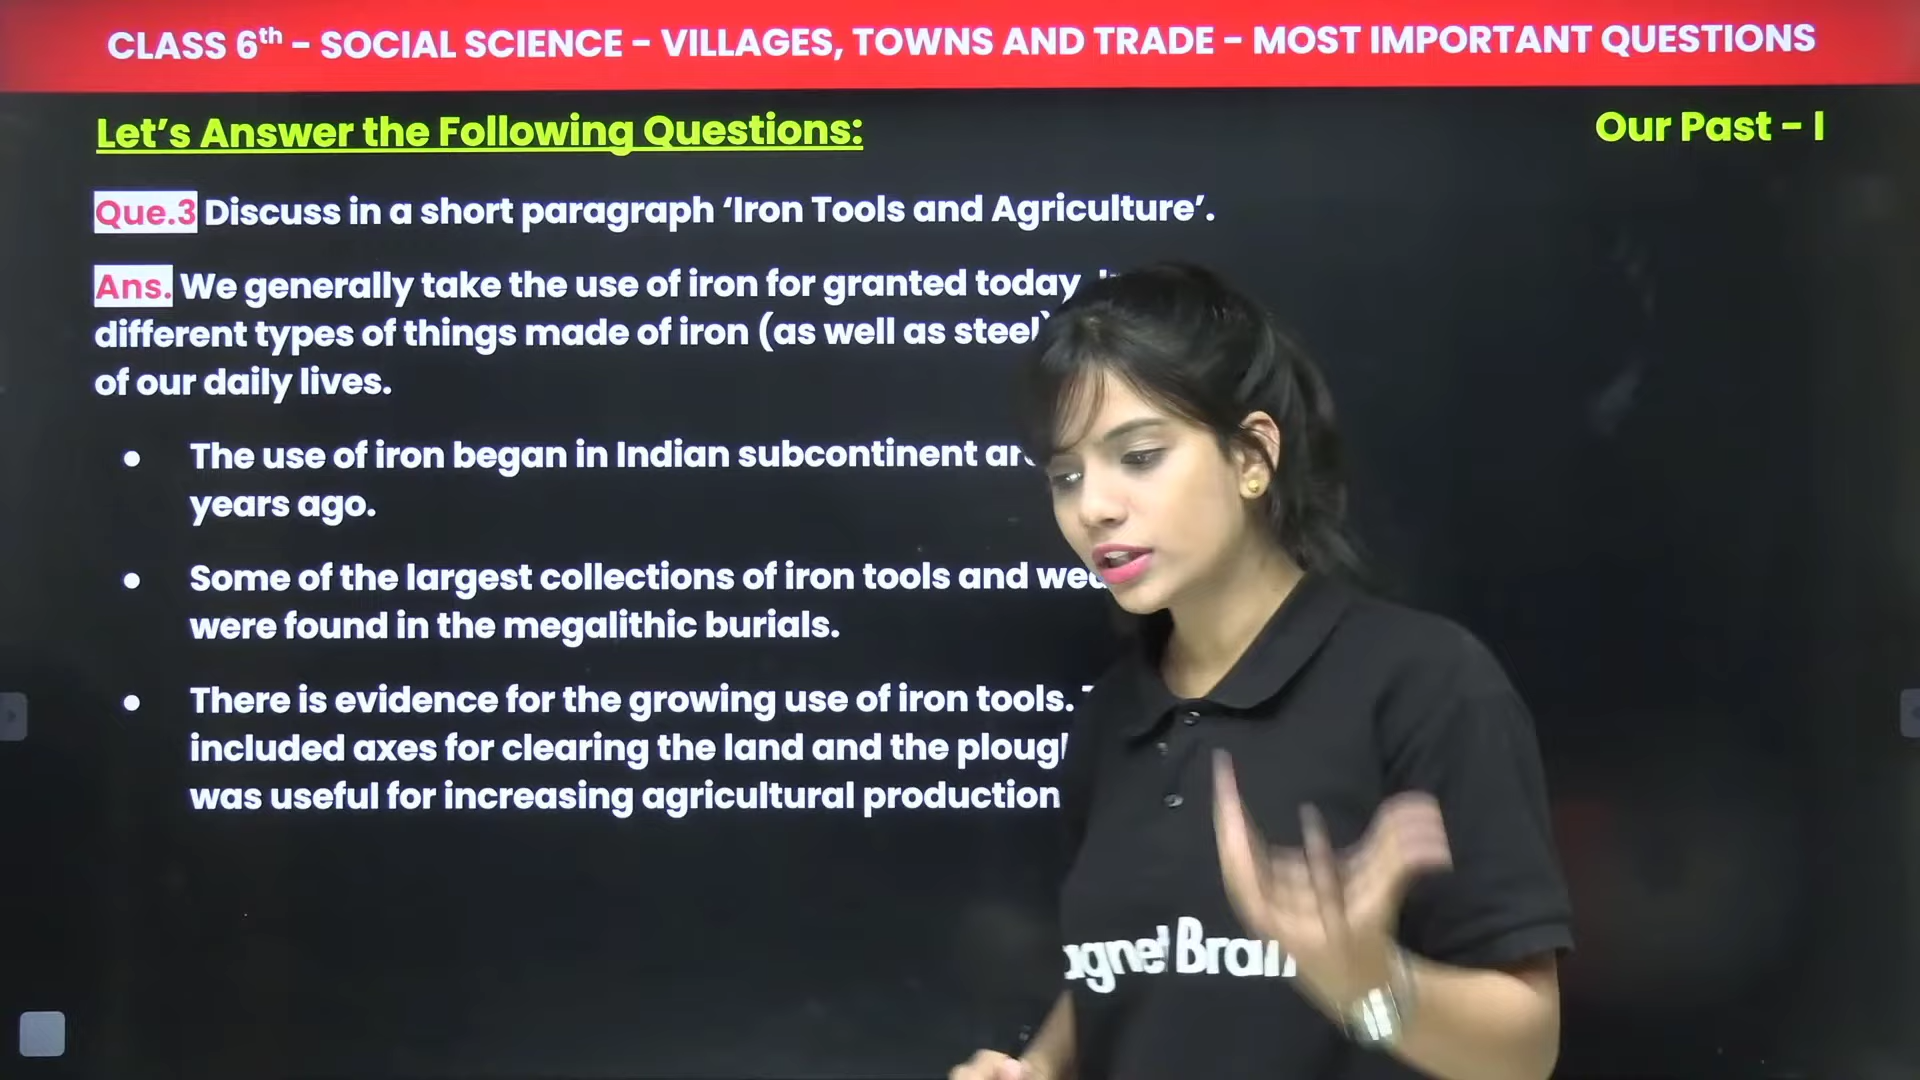 CLASS 6th – SOCIAL SCIENCE – VILLAGES, TOWNS AND TRADE – MOST IMPORTANT QUESTIONS
Let's Answer the Following Questions:
Our Past – I
Que.3 Discuss in a short paragraph ‘Iron Tools and Agriculture’.
Ans. We generally take the use of iron for granted today
different types of things made of iron (as well as steel)
of our daily lives.
● The use of iron began in Indian subcontinent
years ago.
● Some of the largest collections of iron tools and
were found in the megalithic burials.
● There is evidence for the growing use of iron tools.
included axes for clearing the land and the
was useful for increasing agricultural production